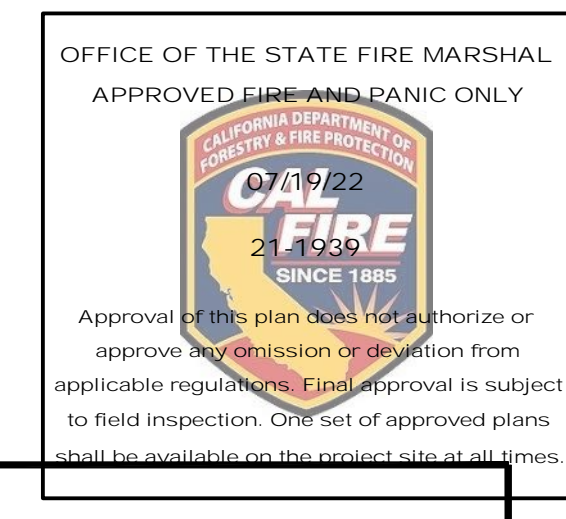 OFFICE OF THE STATE FIRE MARSHAL
APPROVED FIRE AND PANIC ONLY
CALIFORNIA DEPARTMENT OF
FORESTRY & FIRE PROTECTION
07/19/22
CAL
21-1939
FIRE
SINCE 1885
Approval of this plan does not authorize or
approve any omission or deviation from
applicable regulations. Final approval is subject
to field inspection. One set of approved plans
shall be available on the project site at all times.